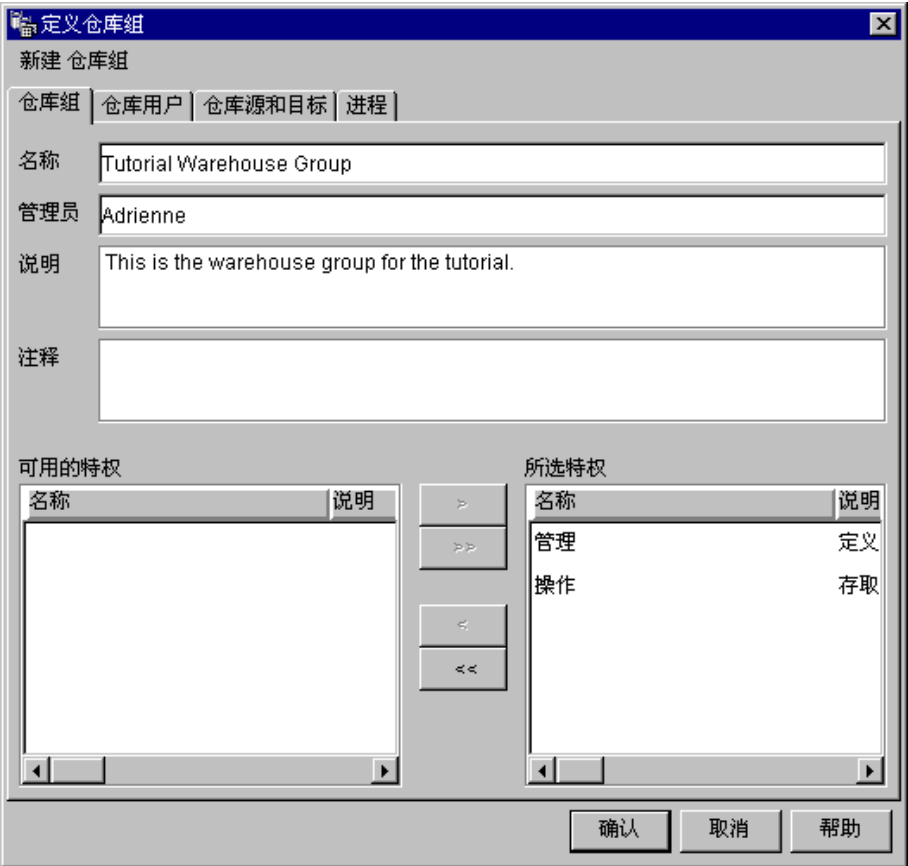 定义仓库组
新建 仓库组
仓库组 仓库用户 仓库源和目标 进程
名称 Tutorial Warehouse Group
管理员 Adrienne
说明 This is the warehouse group for the tutorial.
注释
可用的特权 所选特权
名称 说明 > 名称 说明
>> 管理 定义
操作 存取
<
<<
确认 取消 帮助